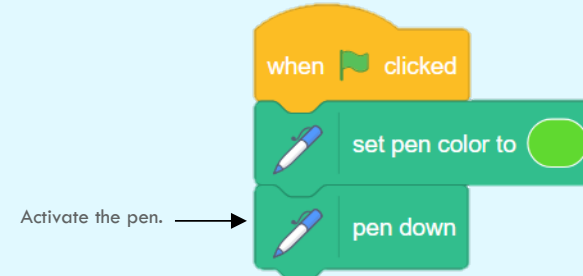 when clicked
set pen color to
Activate the pen.
pen down